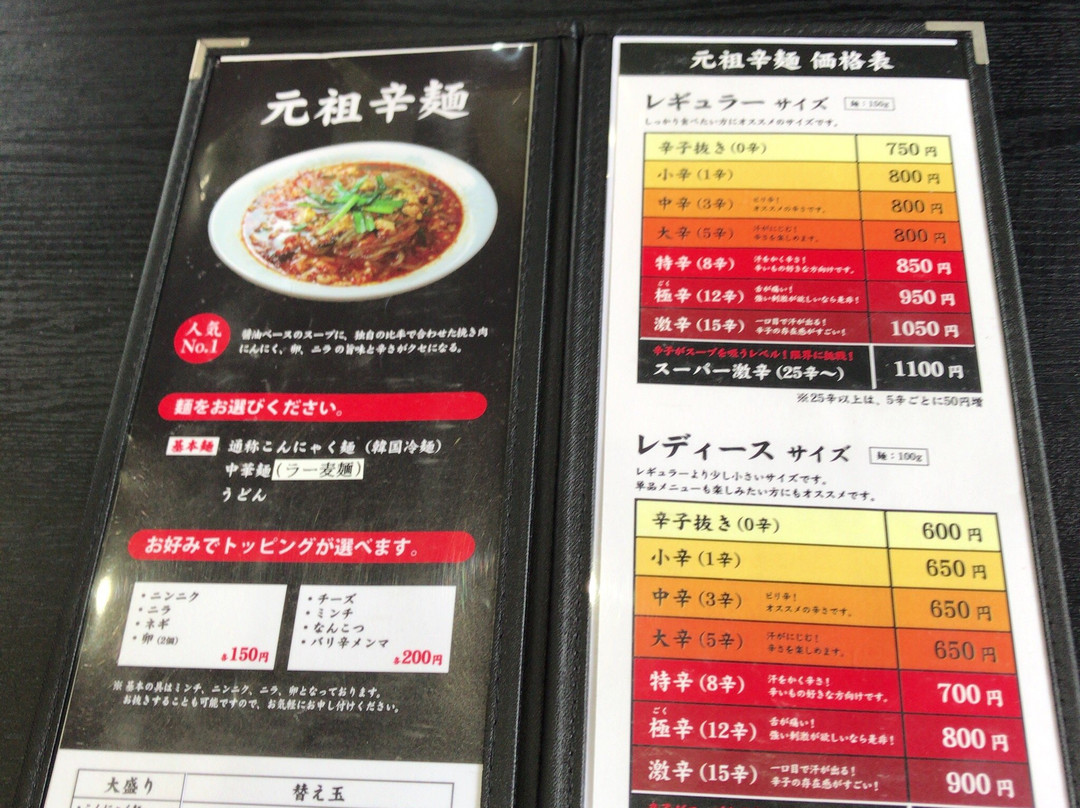 元祖辛麺
人気
No.1
醤油ベースのスープに、独自の比率で合わせた挽き肉
にんにく、卵、ニラの旨味と辛さがクセになる。
麺をお選びください。
基本麺 通称こんにゃく麺(韓国冷麺)
中華麺(ラー麦麺)
うどん
お好みでトッピングが選べます。
・ニンニク
・ニラ
・ネギ
・卵(2個)
各150円
・チーズ
・ミンチ
・なんこつ
・バリ辛メンマ
各200円
※基本の具はミンチ、ニンニク、ニラ、卵となっております。
お抜きすることも可能ですので、お気軽にお申し付けください。
大盛り 替え玉
元祖辛麺 価格表
レギュラー サイズ 麺:150g
しっかり食べたい方にオススメのサイズです。
辛子抜き(0辛) 750円
小辛(1辛) 800円
中辛(3辛) ピリ辛! オススメの辛さです。 800円
大辛(5辛) 汗がにじむ! 辛さを楽しめます。 800円
特辛(8辛) 汗をかく辛さ! 辛いもの好きな方向けです。 850円
ごく
極辛(12辛) 舌が痛い! 強い刺激が欲しいなら是非! 950円
激辛(15辛) 一口目で汗が出る! 辛子の存在感がすごい! 1050円
辛子がスープを吸うレベル!限界に挑戦!
スーパー激辛(25辛〜) 1100円
※25辛以上は、5辛ごとに50円増
レディース サイズ 麺:100g
レギュラーより少し小さいサイズです。
単品メニューも楽しみたい方にもオススメです。
辛子抜き(0辛) 600円
小辛(1辛) 650円
中辛(3辛) ピリ辛! オススメの辛さです。 650円
大辛(5辛) 汗がにじむ! 辛さを楽しめます。 650円
特辛(8辛) 汗をかく辛さ! 辛いもの好きな方向けです。 700円
ごく
極辛(12辛) 舌が痛い! 強い刺激が欲しいなら是非! 800円
激辛(15辛) 一口目で汗が出る! 辛子の存在感がすごい! 900円